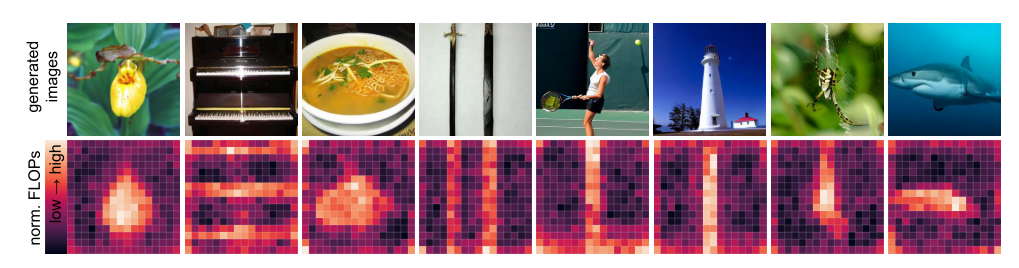 generated
images
norm. FLOPs
low → high